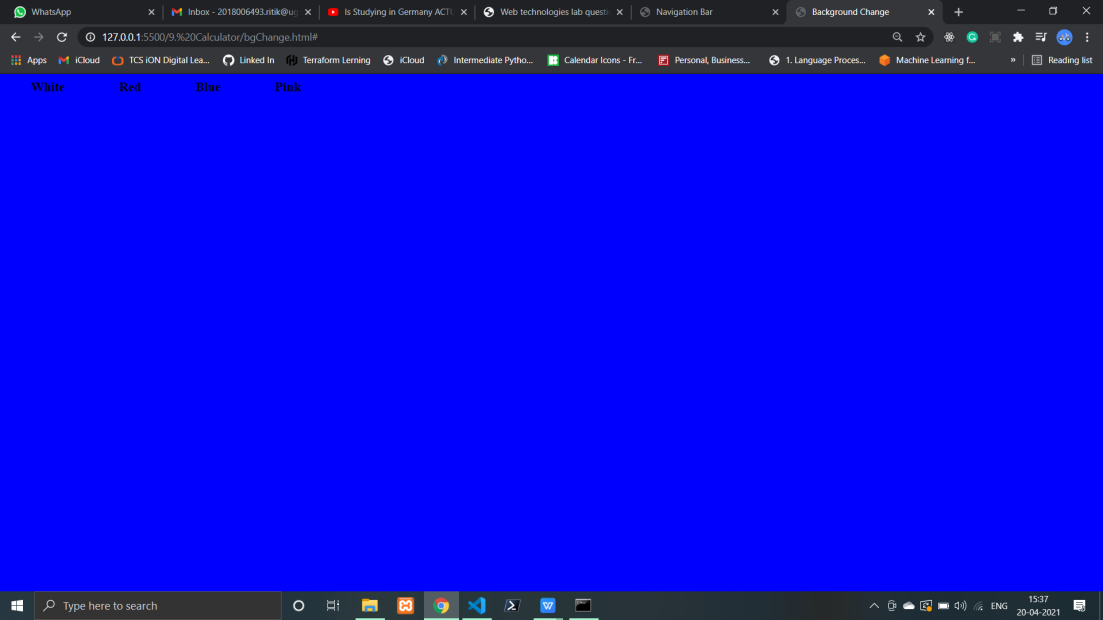 WhatsApp
Inbox - 2018006493.ritik@ug
Is Studying in Germany ACTU
Web technologies lab questi
Navigation Bar
Background Change
127.0.0.1:5500/9.%20Calculator/bgChange.html#
Apps
iCloud
TCS iON Digital Lea...
Linked In
Terraform Lerning
iCloud
Intermediate Pytho...
Calendar Icons - Fr...
Personal, Business...
1. Language Proces...
Machine Learning f...
»
Reading list
White Red Blue Pink
Type here to search
ENG
15:37
20-04-2021